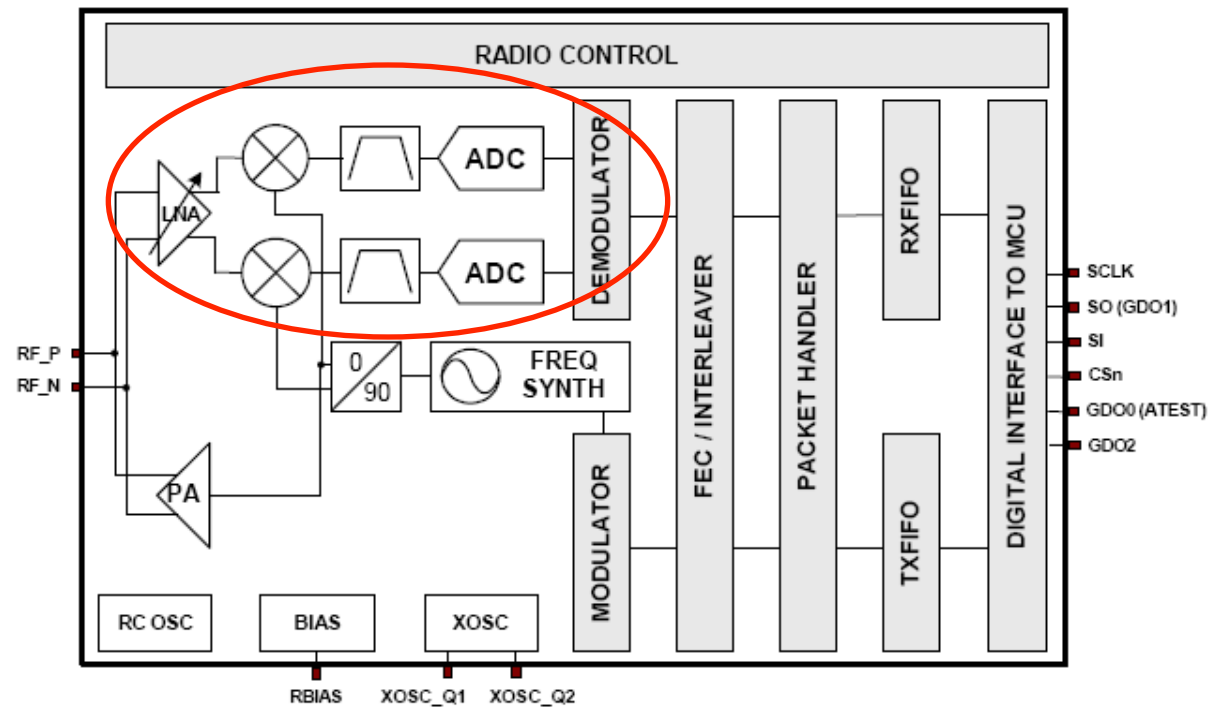 RADIO CONTROL
LNA
ADC
ADC
DEMODULATOR
FEC / INTERLEAVER
PACKET HANDLER
RXFIFO
DIGITAL INTERFACE TO MCU
SCLK
SO (GDO1)
SI
CSn
GDO0 (ATEST)
GDO2
RF_P
RF_N
0
90
FREQ
SYNTH
PA
MODULATOR
TXFIFO
RC OSC
BIAS
XOSC
RBIAS
XOSC_Q1
XOSC_Q2